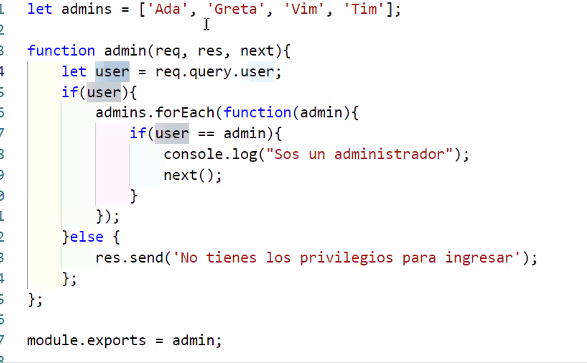 1 let admins = ['Ada', 'Greta', 'Vim', 'Tim'];
2
3 function admin(req, res, next){
4 let user = req.query.user;
5 if(user){
6 admins.forEach(function(admin){
7 if(user == admin){
8 console.log("Sos un administrador");
9 next();
0 }
1 });
2 }else {
3 res.send('No tienes los privilegios para ingresar');
4 };
5 };
6
7 module.exports = admin;
8